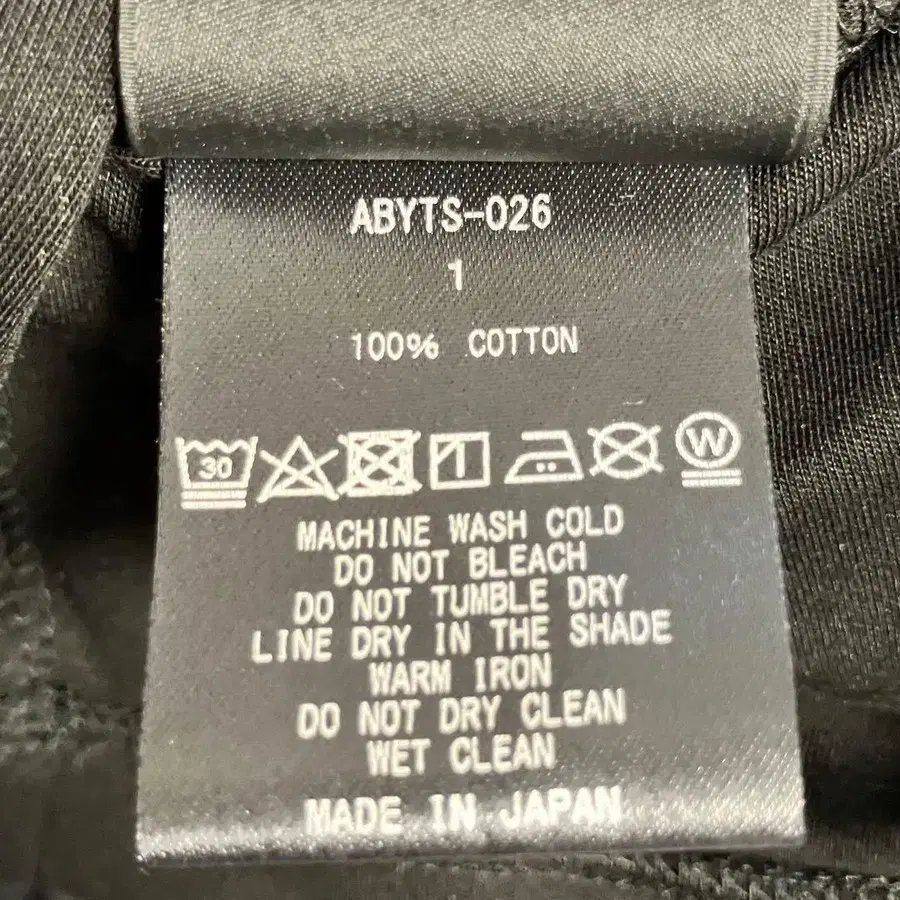 ABYTS-026
1
100% COTTON
30 W
MACHINE WASH COLD
DO NOT BLEACH
DO NOT TUMBLE DRY
LINE DRY IN THE SHADE
WARM IRON
DO NOT DRY CLEAN
WET CLEAN
MADE IN JAPAN